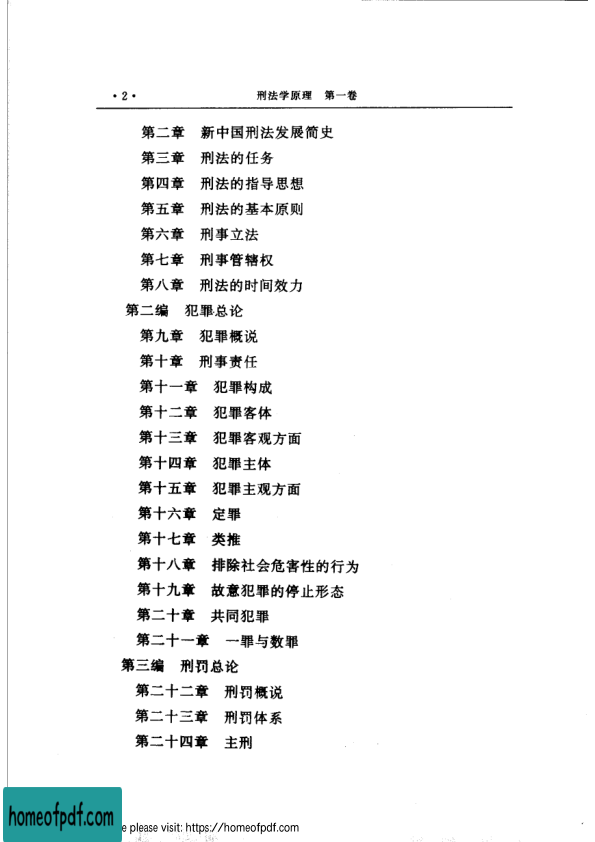 ·2· 刑法学原理 第一卷
第二章 新中国刑法发展简史
第三章 刑法的任务
第四章 刑法的指导思想
第五章 刑法的基本原则
第六章 刑事立法
第七章 刑事管辖权
第八章 刑法的时间效力
第二编 犯罪总论
第九章 犯罪概说
第十章 刑事责任
第十一章 犯罪构成
第十二章 犯罪客体
第十三章 犯罪客观方面
第十四章 犯罪主体
第十五章 犯罪主观方面
第十六章 定罪
第十七章 类推
第十八章 排除社会危害性的行为
第十九章 故意犯罪的停止形态
第二十章 共同犯罪
第二十一章 一罪与数罪
第三编 刑罚总论
第二十二章 刑罚概说
第二十三章 刑罚体系
第二十四章 主刑
homeofpdf.com
e please visit: https://homeofpdf.com